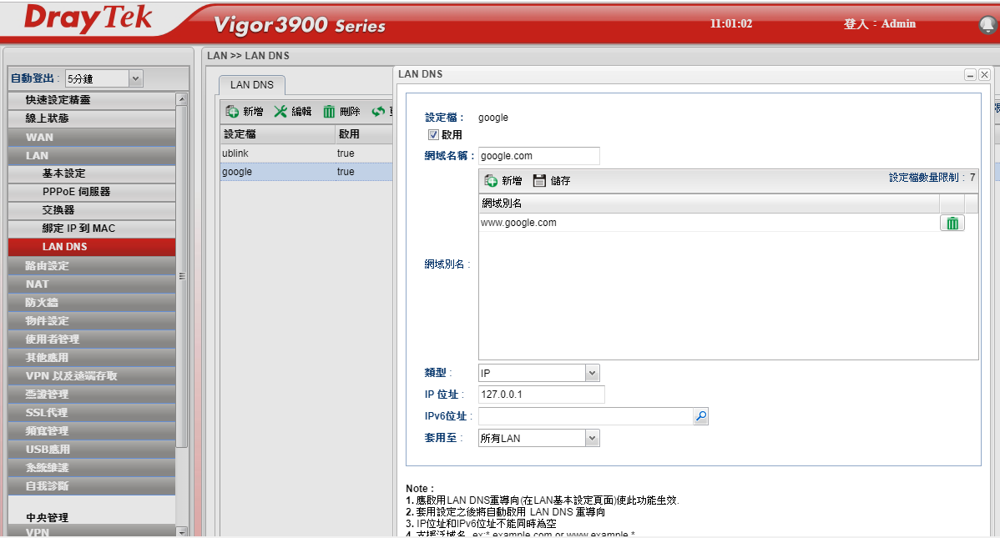 DrayTek Vigor3900 Series 11:01:02 登入 : Admin
自動登出 : 5分鐘
快速設定精靈
線上狀態
WAN
LAN
基本設定
PPPoE 伺服器
交換器
綁定 IP 到 MAC
LAN DNS
路由設定
NAT
防火牆
物件設定
使用者管理
其他應用
VPN 以及遠端存取
憑證管理
SSL代理
頻寬管理
USB應用
系統維護
自我診斷
中央管理
VPN
LAN >> LAN DNS
LAN DNS
新增 編輯 刪除
設定檔 啟用
ublink true
google true
LAN DNS
設定檔 : google
啟用
網域名稱 : google.com
新增 儲存 設定檔數量限制 : 7
網域別名
www.google.com
網域別名 :
類型 : IP
IP 位址 : 127.0.0.1
IPv6位址 :
套用至 : 所有LAN
Note :
1. 應啟用LAN DNS重導向(在LAN基本設定頁面)使此功能生效.
2. 套用設定之後將自動啟用 LAN DNS 重導向
3. IP位址和IPv6位址不能同時為空
4. 支援泛域名, ex:*.example.com or www.example.*